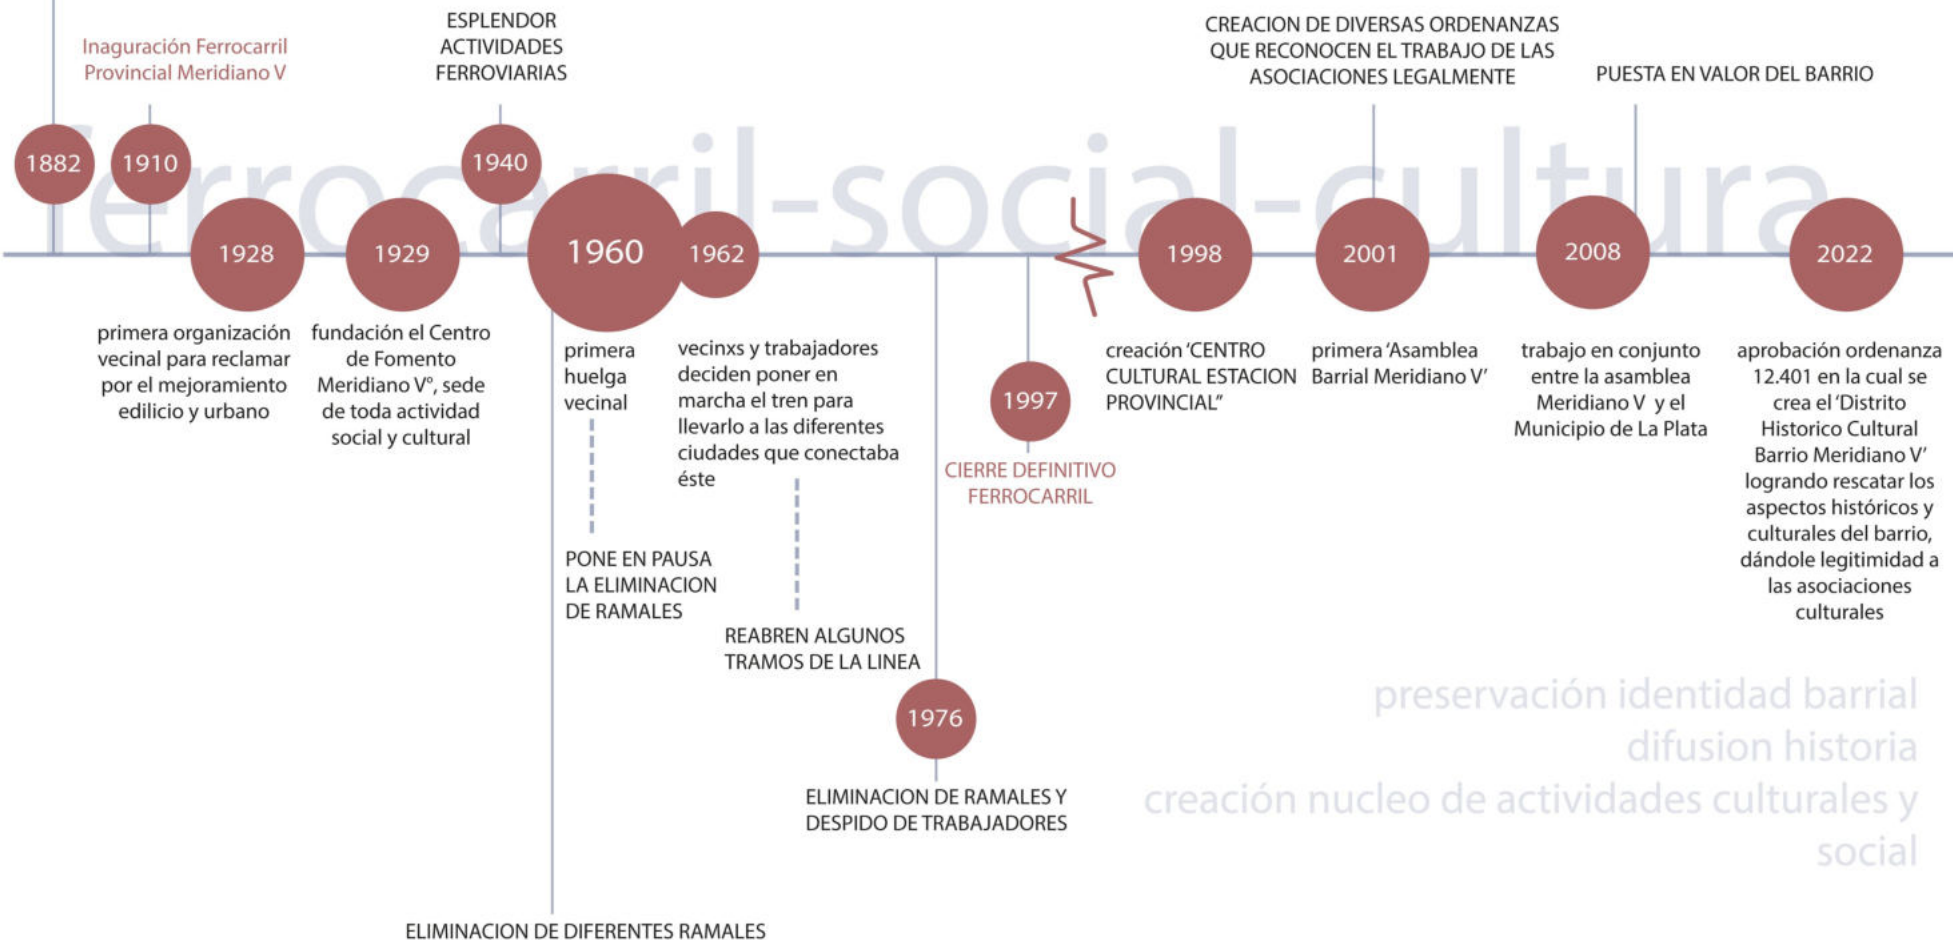 Inaguración Ferrocarril
Provincial Meridiano V
ESPLENDOR
ACTIVIDADES
FERROVIARIAS
CREACION DE DIVERSAS ORDENANZAS
QUE RECONOCEN EL TRABAJO DE LAS
ASOCIACIONES LEGALMENTE
PUESTA EN VALOR DEL BARRIO
ferrocarril-social-cultura
1882
1910
1940
1928
1929
1960
1962
1998
2001
2008
2022
primera organización
vecinal para reclamar
por el mejoramiento
edilicio y urbano
fundación el Centro
de Fomento
Meridiano V°, sede
de toda actividad
social y cultural
primera
huelga
vecinal
PONE EN PAUSA
LA ELIMINACION
DE RAMALES
vecinxs y trabajadores
deciden poner en
marcha el tren para
llevarlo a las diferentes
ciudades que conectaba
éste
REABREN ALGUNOS
TRAMOS DE LA LINEA
1997
CIERRE DEFINITIVO
FERROCARRIL
creación ‘CENTRO
CULTURAL ESTACION
PROVINCIAL”
primera ‘Asamblea
Barrial Meridiano V’
trabajo en conjunto
entre la asamblea
Meridiano V y el
Municipio de La Plata
aprobación ordenanza
12.401 en la cual se
crea el ‘Distrito
Historico Cultural
Barrio Meridiano V’
logrando rescatar los
aspectos históricos y
culturales del barrio,
dándole legitimidad a
las asociaciones
culturales
1976
ELIMINACION DE RAMALES Y
DESPIDO DE TRABAJADORES
preservación identidad barrial
difusion historia
creación nucleo de actividades culturales y
social
ELIMINACION DE DIFERENTES RAMALES